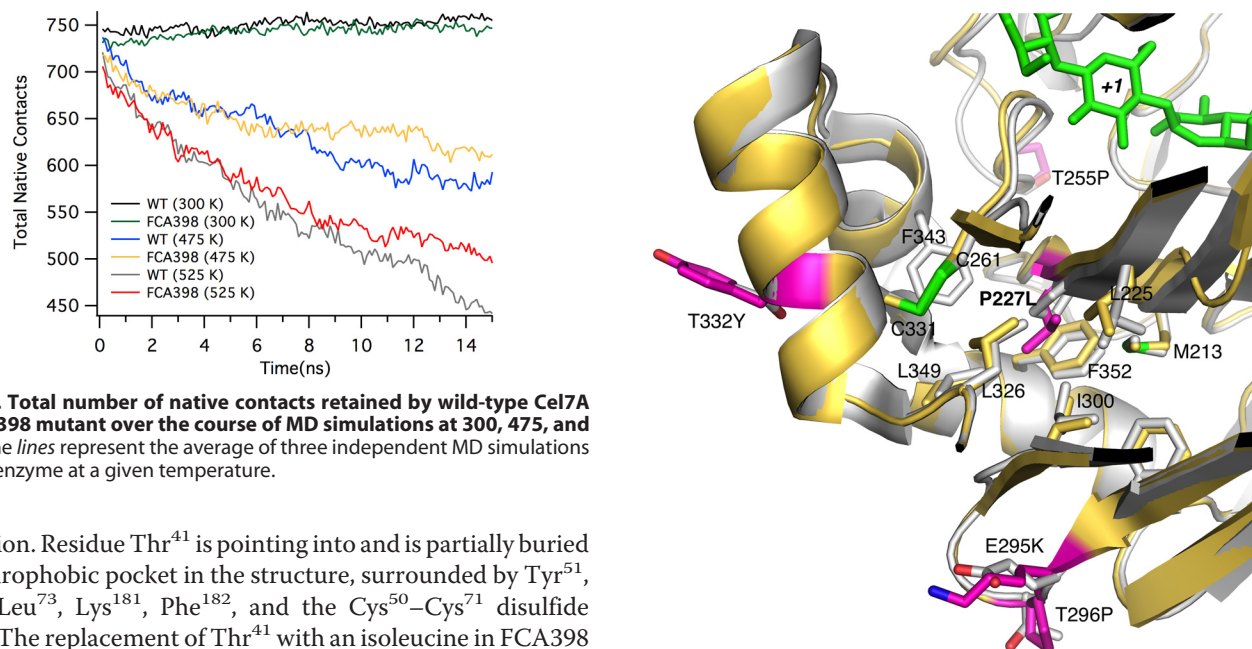 750
700
650
600
550
500
450
Total Native Contacts
WT (300 K)
FCA398 (300 K)
WT (475 K)
FCA398 (475 K)
WT (525 K)
FCA398 (525 K)
0 2 4 6 8 10 12 14
Time(ns)
. Total number of native contacts retained by wild-type Cel7A
398 mutant over the course of MD simulations at 300, 475, and
ne lines represent the average of three independent MD simulations
enzyme at a given temperature.
ion. Residue Thr41 is pointing into and is partially buried
rophobic pocket in the structure, surrounded by Tyr51,
Leu73, Lys181, Phe182, and the Cys50–Cys71 disulfide
The replacement of Thr41 with an isoleucine in FCA398
+1
T255P
F343
C261
P227L
L225
T332Y
C331
M213
L349
F352
L326
I300
E295K
T296P